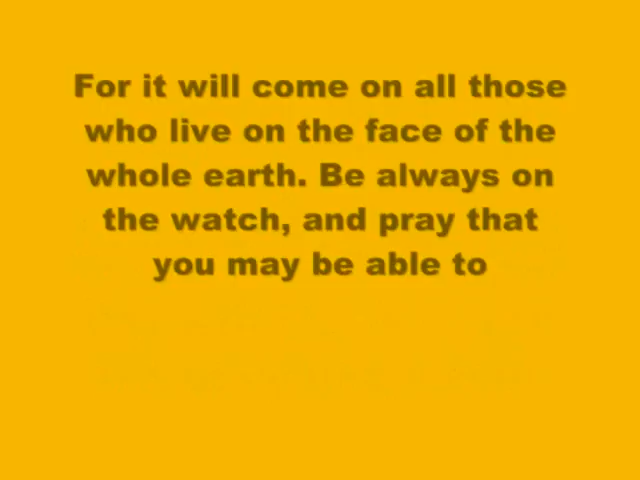 For it will come on all those
who live on the face of the
whole earth. Be always on
the watch, and pray that
you may be able to